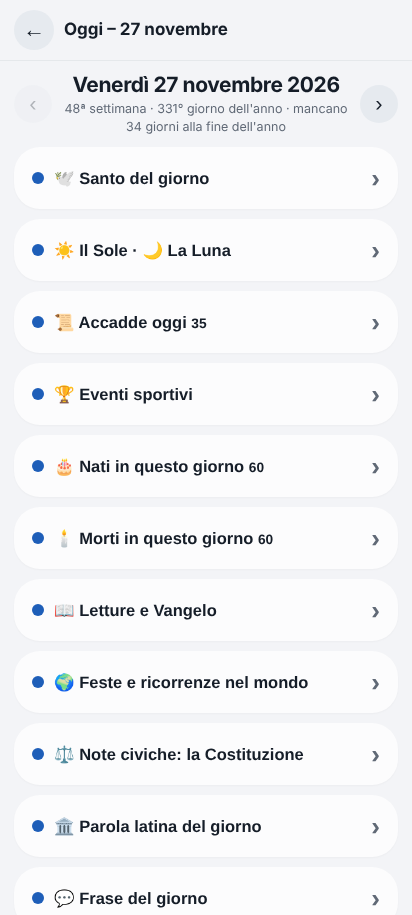 ← Oggi – 27 novembre
‹
Venerdì 27 novembre 2026
48ª settimana · 331° giorno dell'anno · mancano
34 giorni alla fine dell'anno
›
🕊️ Santo del giorno ›
☀️ Il Sole · 🌙 La Luna ›
📜 Accadde oggi 35 ›
🏆 Eventi sportivi ›
🎂 Nati in questo giorno 60 ›
🕯️ Morti in questo giorno 60 ›
📖 Letture e Vangelo ›
🌍 Feste e ricorrenze nel mondo ›
⚖️ Note civiche: la Costituzione ›
🏛️ Parola latina del giorno ›
💬 Frase del giorno ›